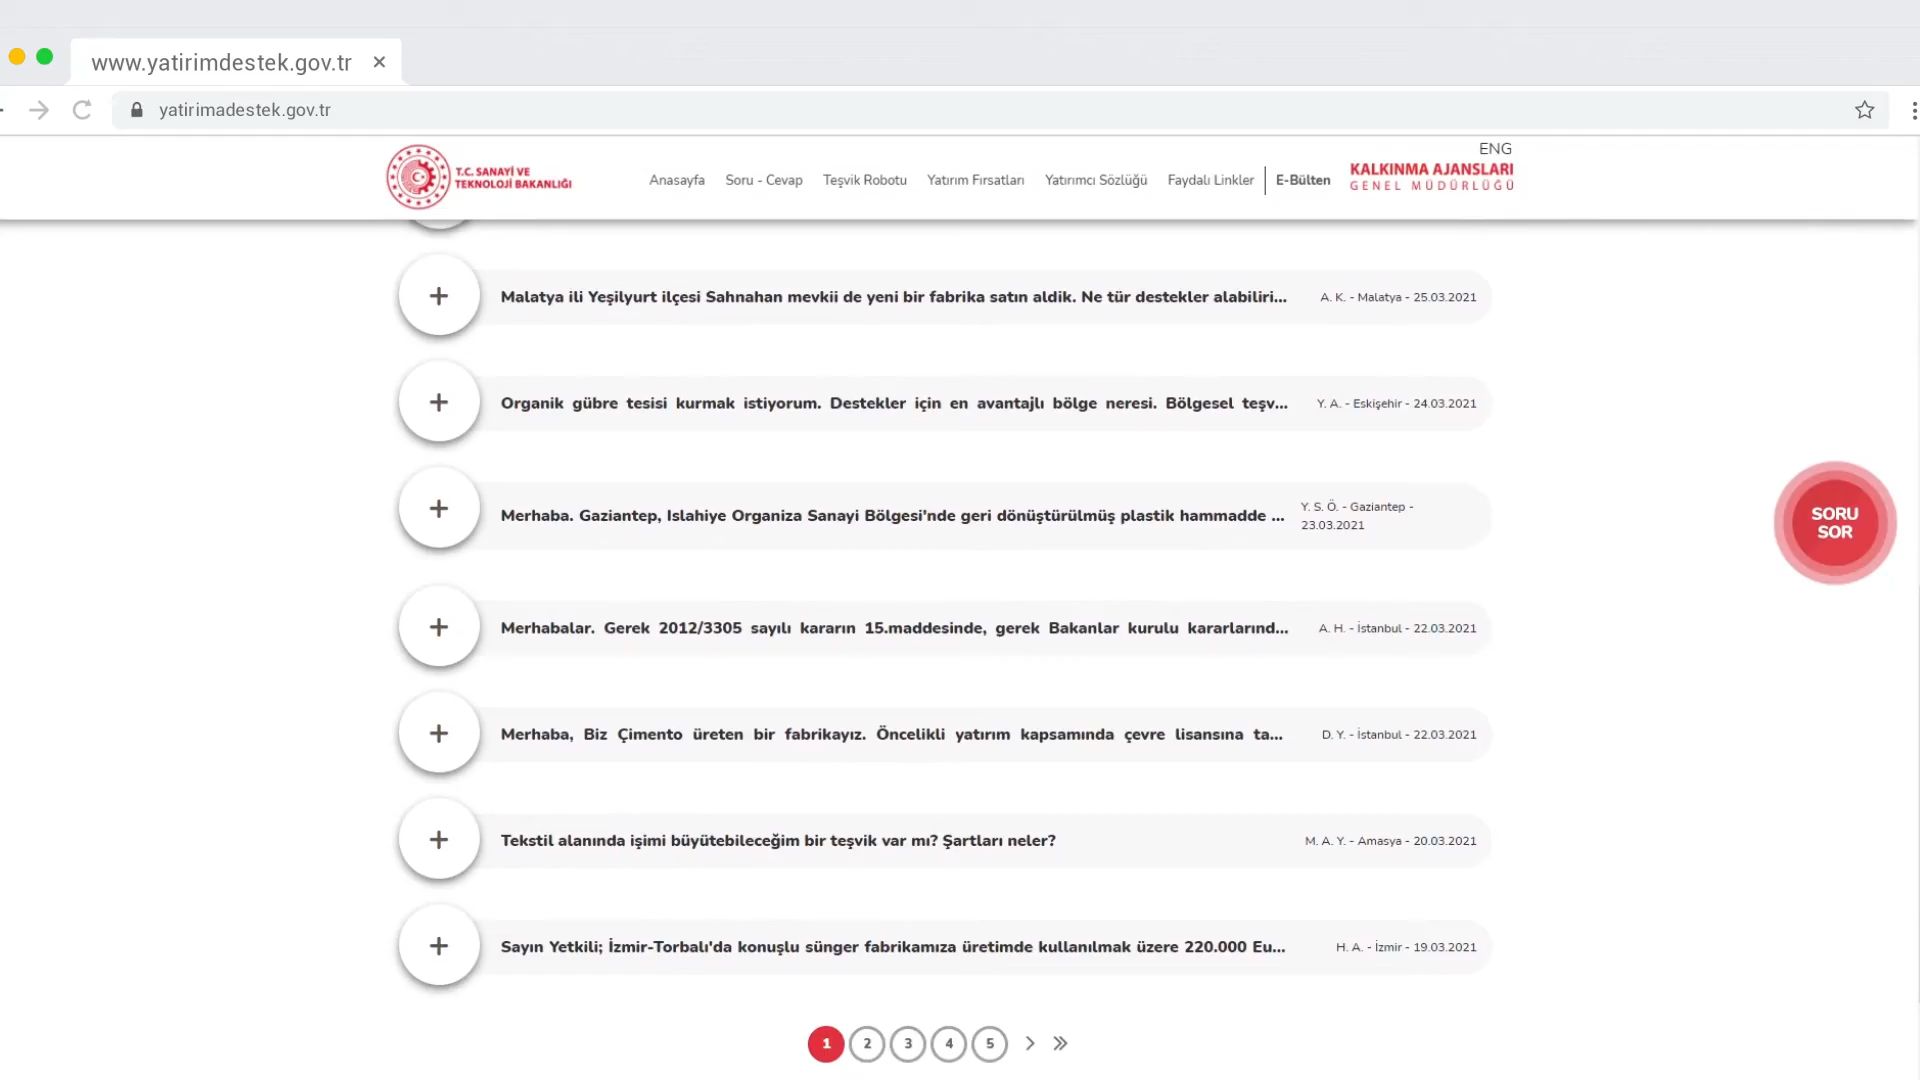 www.yatirimdestek.gov.tr
yatirimadestek.gov.tr
ENG
T.C. SANAYİ VE
TEKNOLOJİ BAKANLIĞI
Anasayfa Soru - Cevap Teşvik Robotu Yatırım Fırsatları Yatırımcı Sözlüğü Faydalı Linkler E-Bülten
KALKINMA AJANSLARI
GENEL MÜDÜRLÜĞÜ
Malatya ili Yeşilyurt ilçesi Sahnahan mevkii de yeni bir fabrika satın aldik. Ne tür destekler alabiliri... A. K. - Malatya - 25.03.2021
Organik gübre tesisi kurmak istiyorum. Destekler için en avantajlı bölge neresi. Bölgesel teşv... Y. A. - Eskişehir - 24.03.2021
Merhaba. Gaziantep, Islahiye Organiza Sanayi Bölgesi'nde geri dönüştürülmüş plastik hammadde ... Y. S. Ö. - Gaziantep -
23.03.2021
SORU
SOR
Merhabalar. Gerek 2012/3305 sayılı kararın 15.maddesinde, gerek Bakanlar kurulu kararlarınd... A. H. - İstanbul - 22.03.2021
Merhaba, Biz Çimento üreten bir fabrikayız. Öncelikli yatırım kapsamında çevre lisansına ta... D. Y. - İstanbul - 22.03.2021
Tekstil alanında işimi büyütebileceğim bir teşvik var mı? Şartları neler? M. A. Y. - Amasya - 20.03.2021
Sayın Yetkili; İzmir-Torbalı'da konuşlu sünger fabrikamıza üretimde kullanılmak üzere 220.000 Eu... H. A. - İzmir - 19.03.2021
1 2 3 4 5